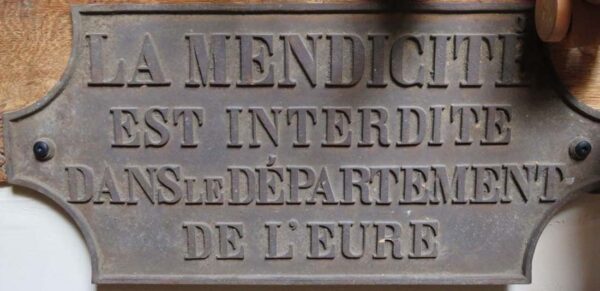 LA MENDICITÉ
EST INTERDITE
DANS LE DÉPARTEMENT
DE L'EURE